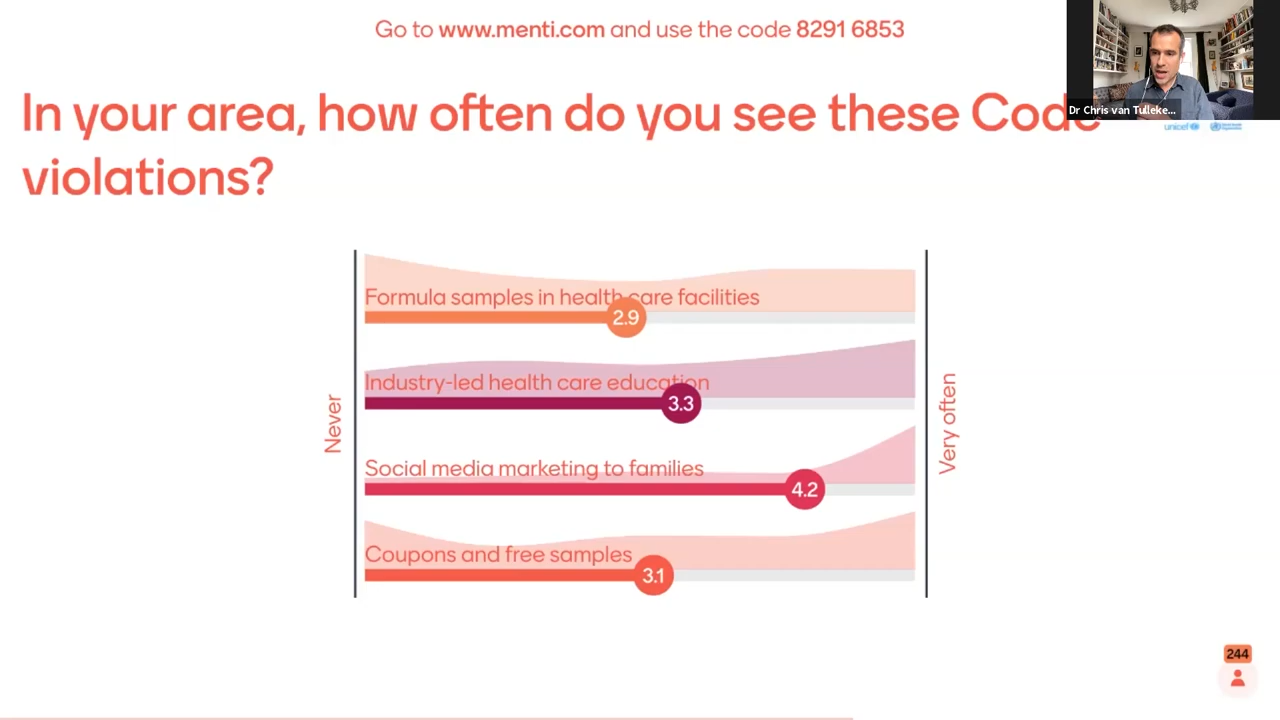 Go to www.menti.com and use the code 8291 6853
Dr Chris van Tulleke...
In your area, how often do you see these Code
violations?
unicef
Formula samples in health care facilities
2.9
Industry-led health care education
3.3
Never
Very often
Social media marketing to families
4.2
Coupons and free samples
3.1
244